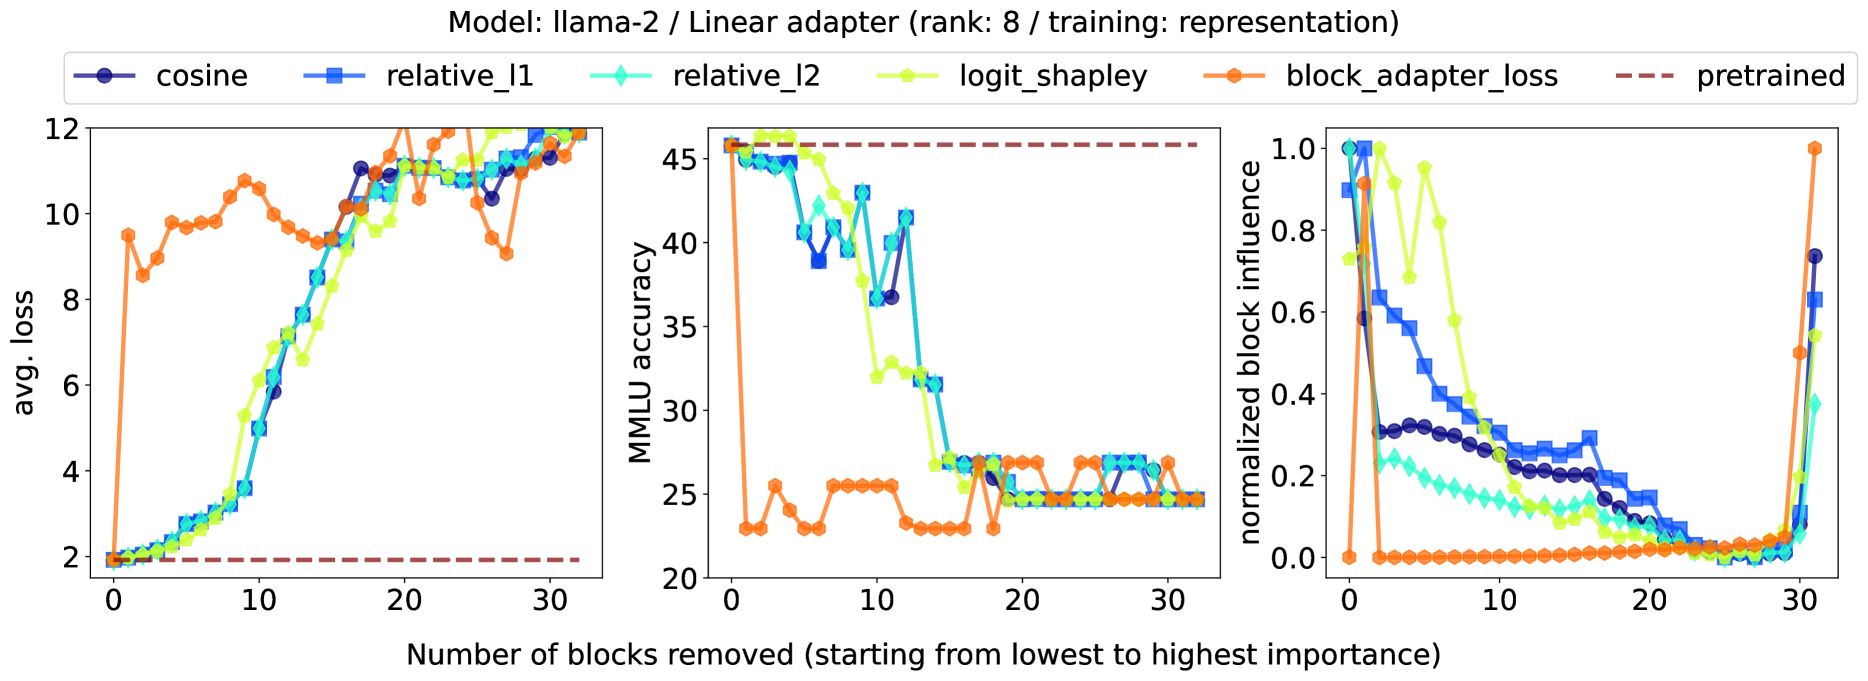 Model: llama-2 / Linear adapter (rank: 8 / training: representation)
cosine relative_l1 relative_l2 logit_shapley block_adapter_loss pretrained
avg. loss
12
10
8
6
4
2
0 10 20 30
MMLU accuracy
45
40
35
30
25
20
0 10 20 30
normalized block influence
1.0
0.8
0.6
0.4
0.2
0.0
0 10 20 30
Number of blocks removed (starting from lowest to highest importance)